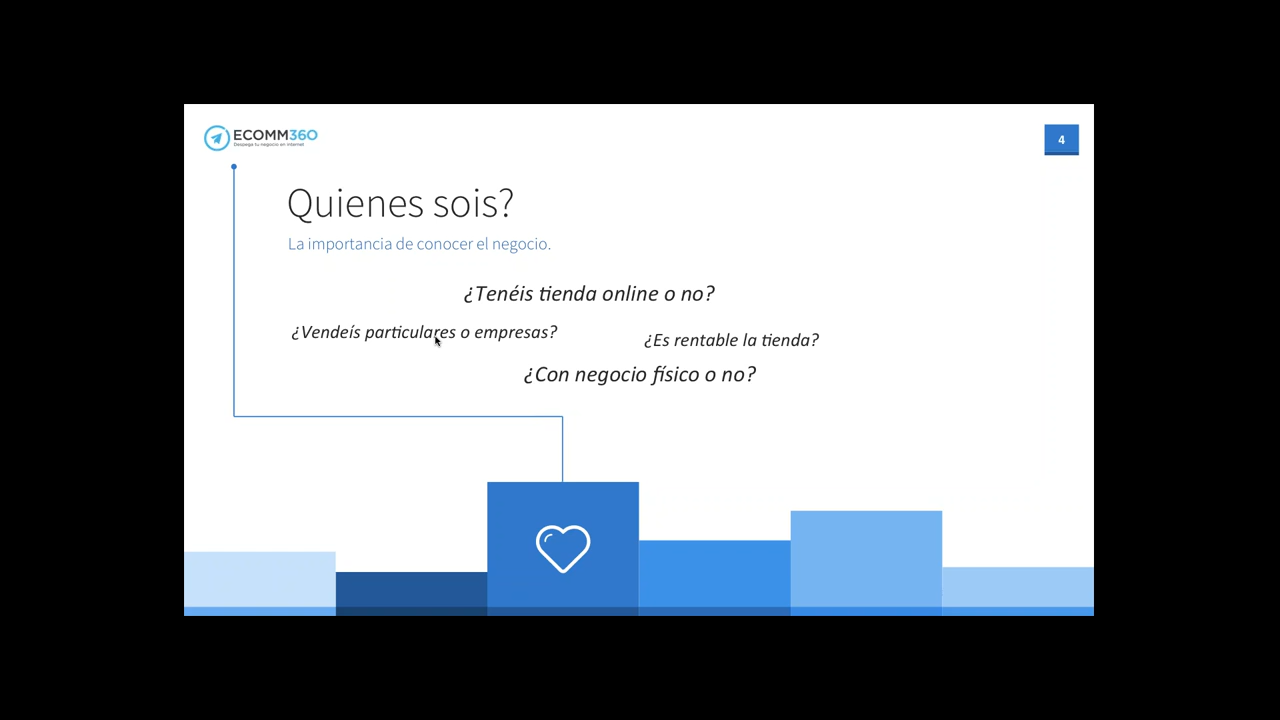 ECOMM360
Despega tu negocio en internet
4
Quienes sois?
La importancia de conocer el negocio.
¿Tenéis tienda online o no?
¿Vendeís particulares o empresas?
¿Es rentable la tienda?
¿Con negocio físico o no?